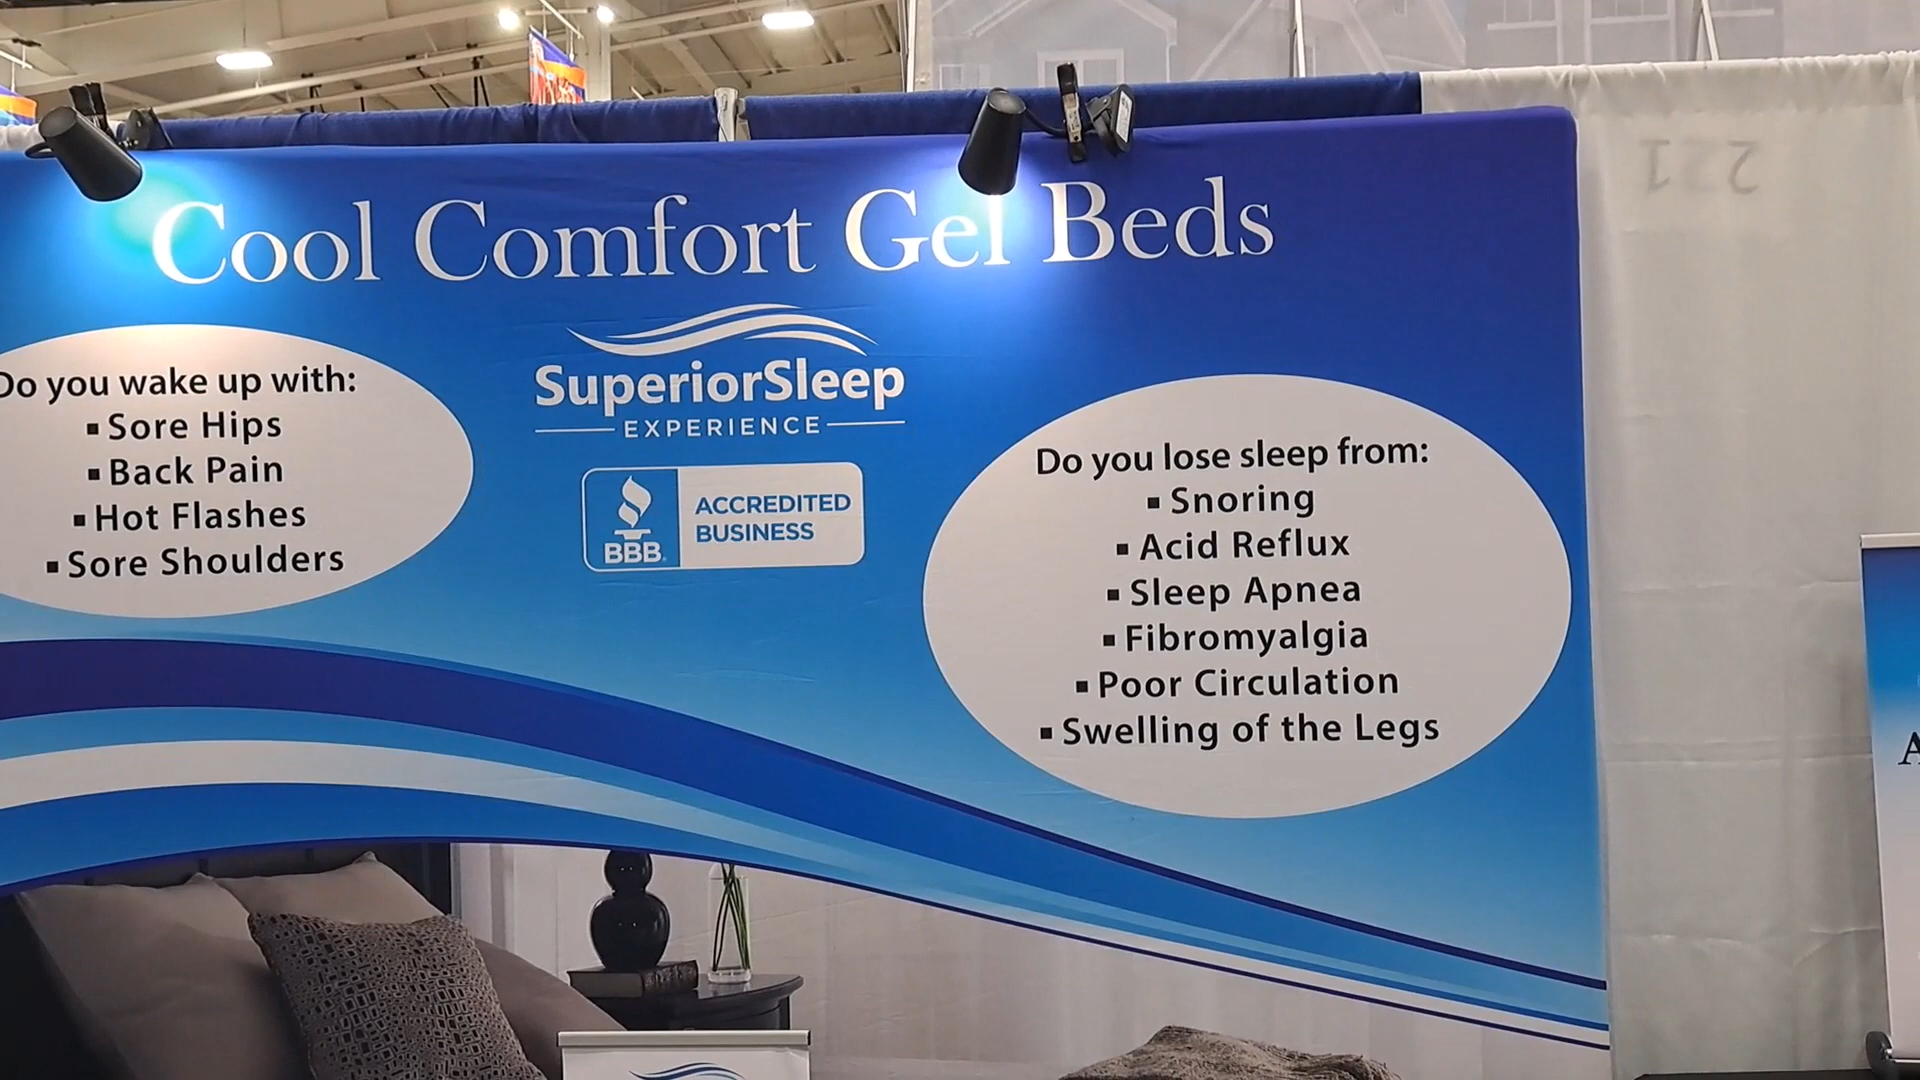 Cool Comfort Gel Beds
SuperiorSleep
EXPERIENCE
BBB
ACCREDITED
BUSINESS
Do you wake up with:
▪ Sore Hips
▪ Back Pain
▪ Hot Flashes
▪ Sore Shoulders
Do you lose sleep from:
▪ Snoring
▪ Acid Reflux
▪ Sleep Apnea
▪ Fibromyalgia
▪ Poor Circulation
▪ Swelling of the Legs
221
A